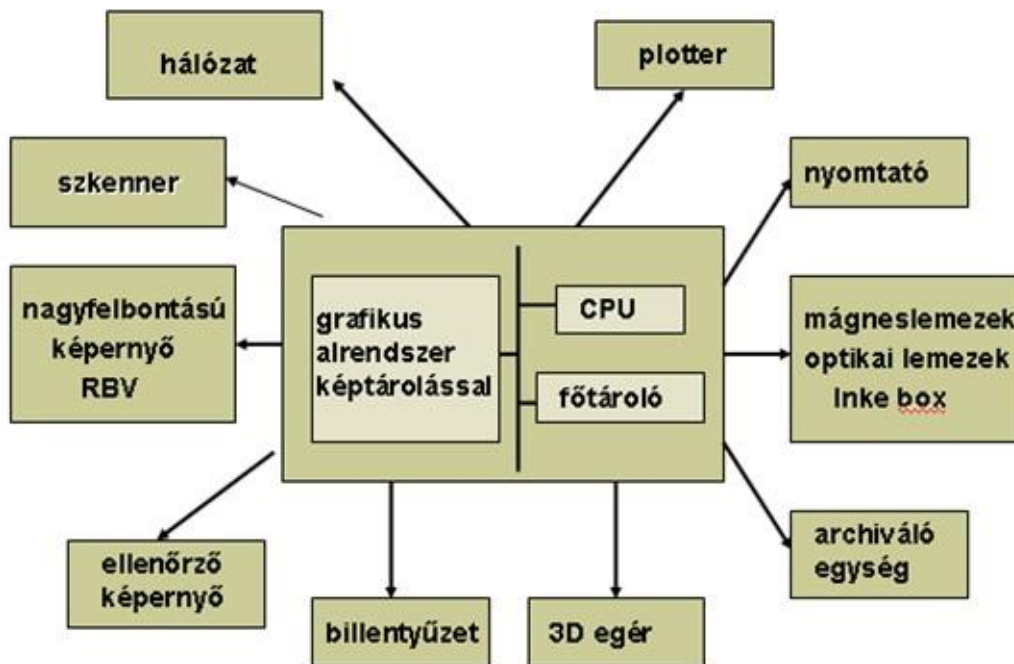 hálózat
plotter
szkenner
nyomtató
nagyfelbontású
képernyő
RBV
grafikus
alrendszer
képtárolással
CPU
főtároló
mágneslemezek
optikai lemezek
Inke box
ellenőrző
képernyő
billentyűzet
3D egér
archiváló
egység